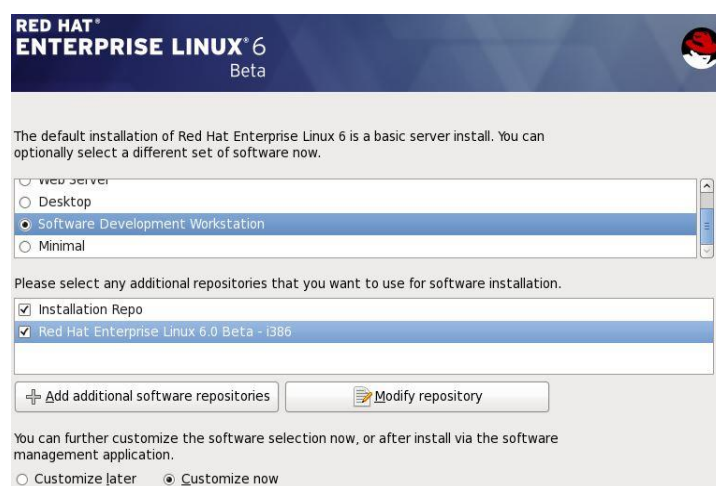 RED HAT®
ENTERPRISE LINUX® 6
Beta
The default installation of Red Hat Enterprise Linux 6 is a basic server install. You can
optionally select a different set of software now.
Web Server
Desktop
Software Development Workstation
Minimal
Please select any additional repositories that you want to use for software installation.
Installation Repo
Red Hat Enterprise Linux 6.0 Beta - i386
Add additional software repositories
Modify repository
You can further customize the software selection now, or after install via the software
management application.
Customize later
Customize now